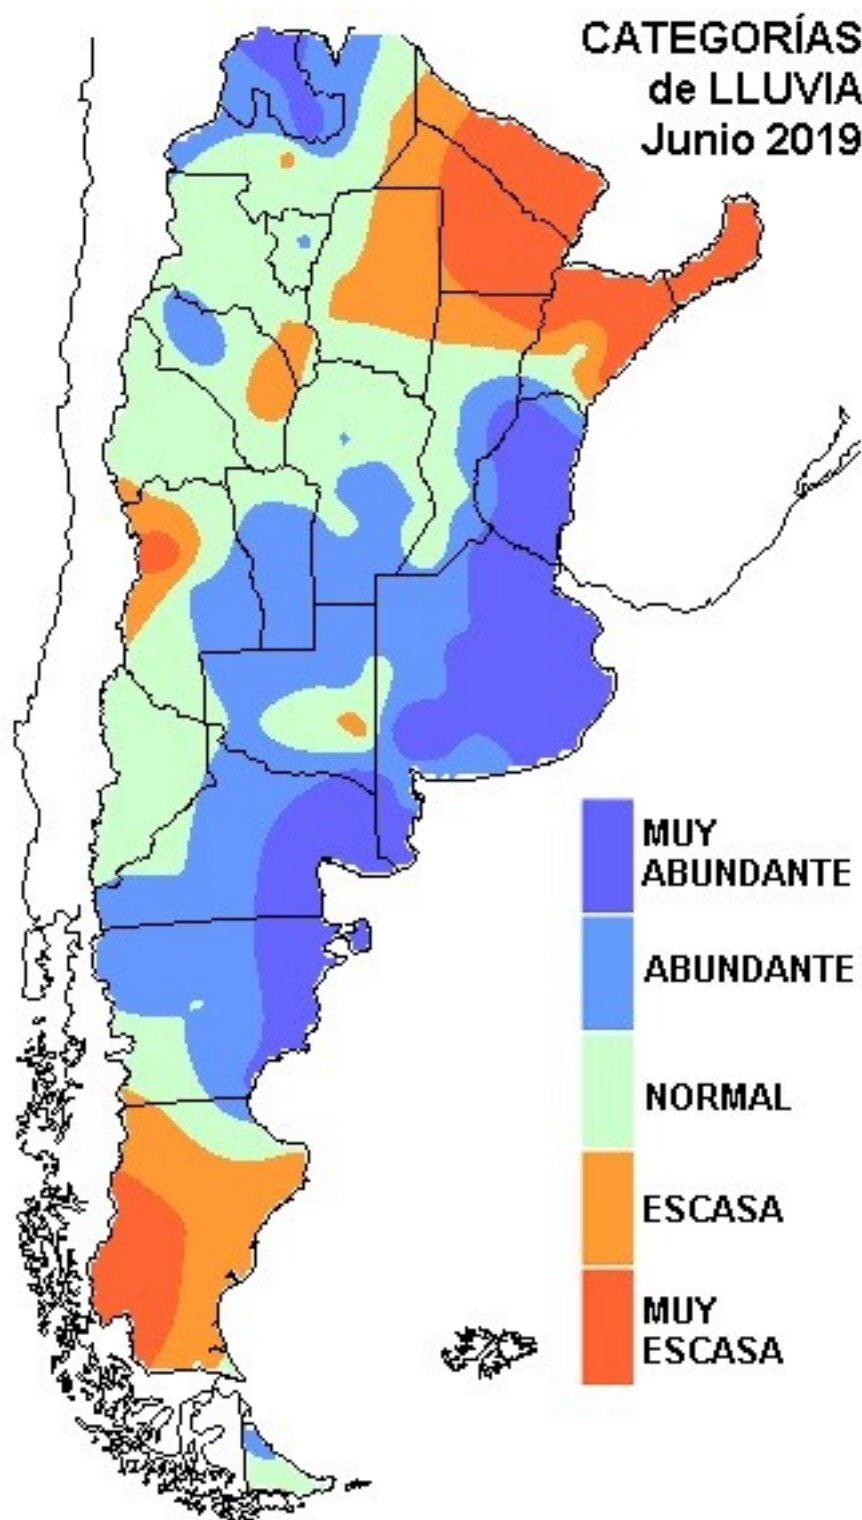 CATEGORÍAS
de LLUVIA
Junio 2019
MUY
ABUNDANTE
ABUNDANTE
NORMAL
ESCASA
MUY
ESCASA